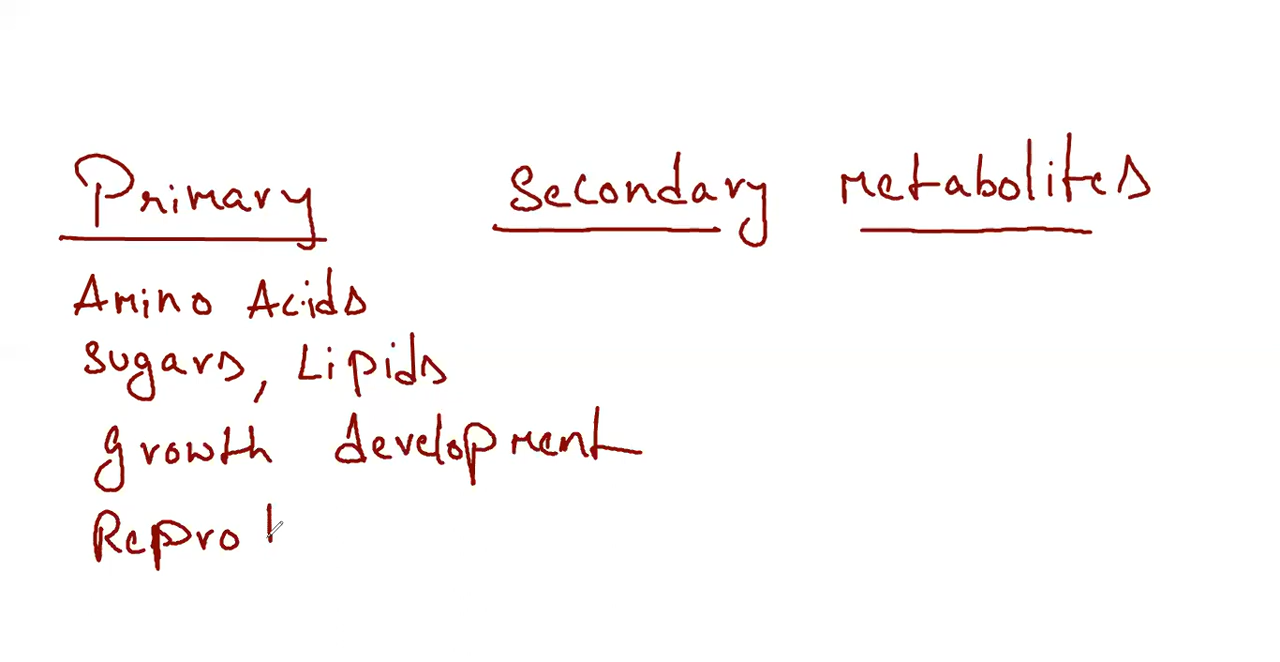 Primary Secondary metabolites
Amino Acids
Sugars, Lipids
growth development
Repro